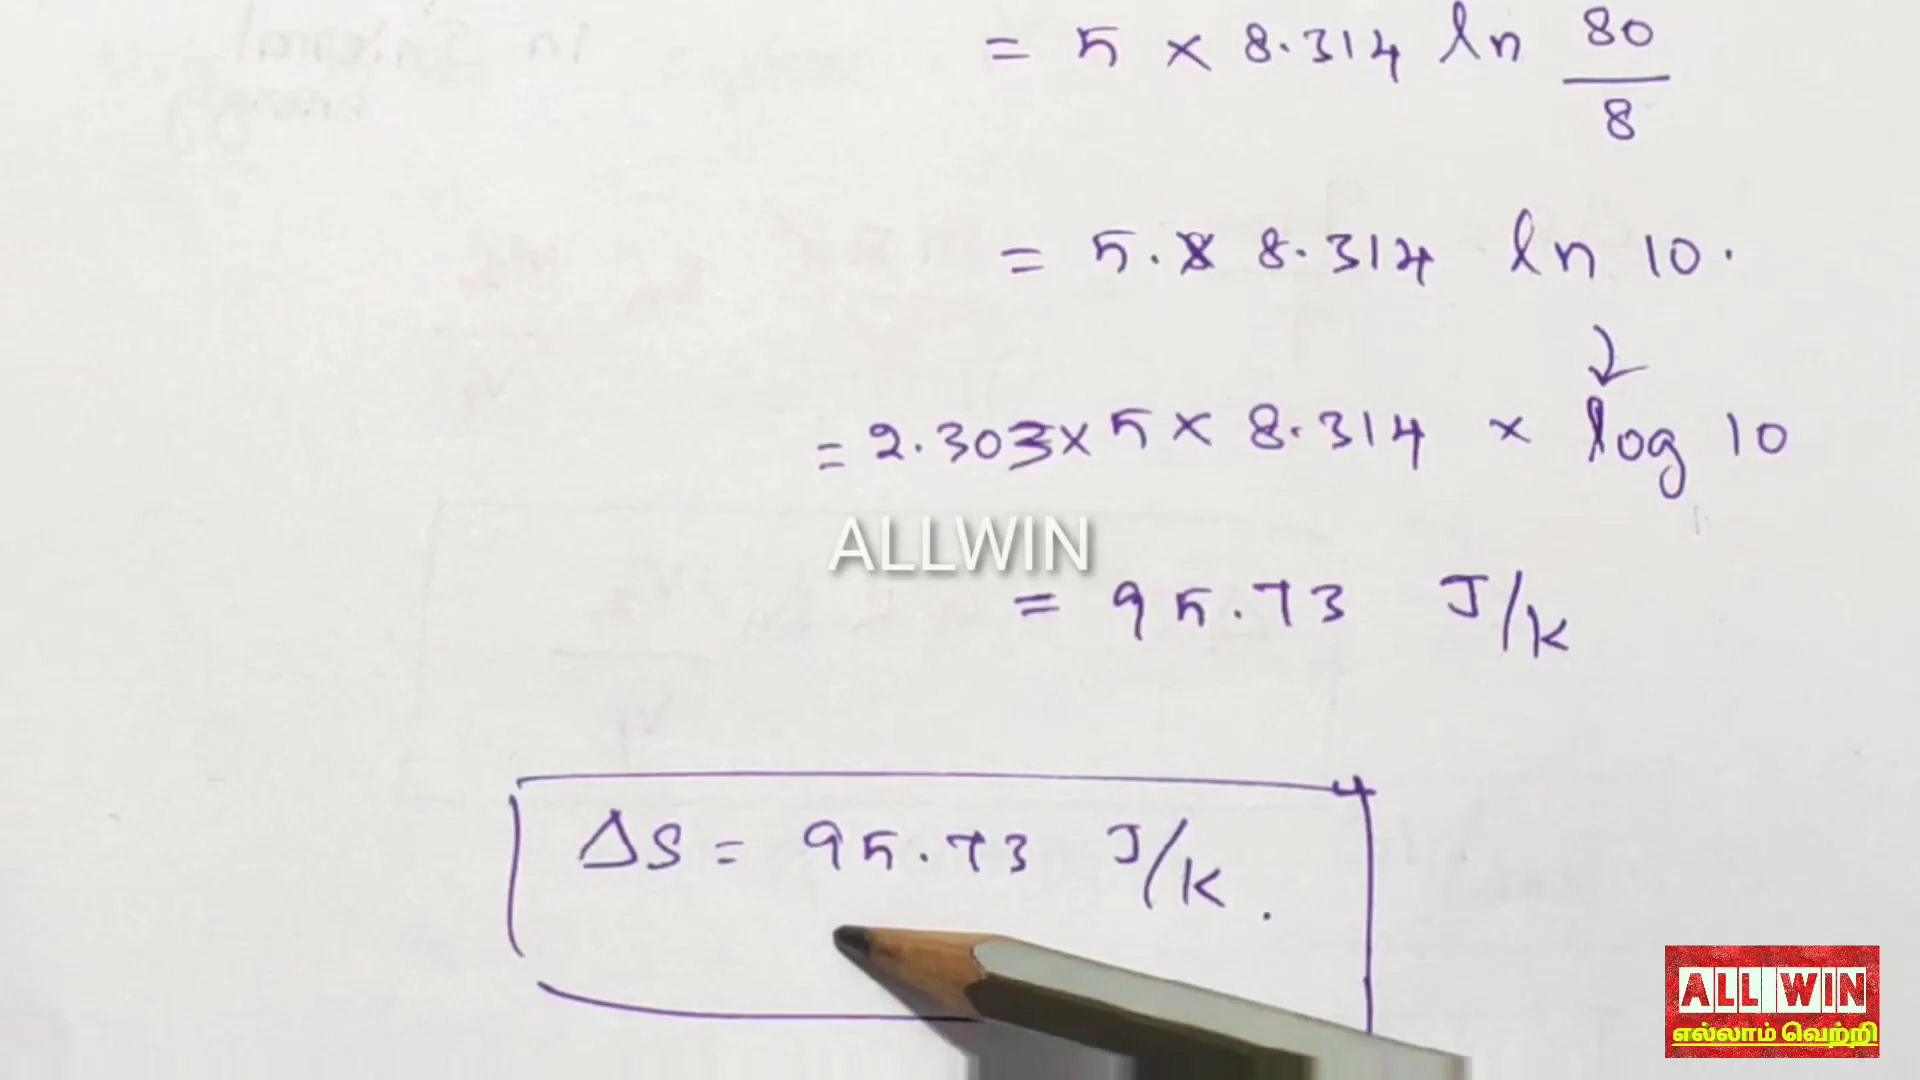 = 5 × 8.314 ln 80/8
= 5 . × 8.314 ln 10.
↓
= 2.303 × 5 × 8.314 × log 10
ALLWIN
= 95.73 J/K
ΔS = 95.73 J/K.
ALL WIN
எல்லாம் வெற்றி